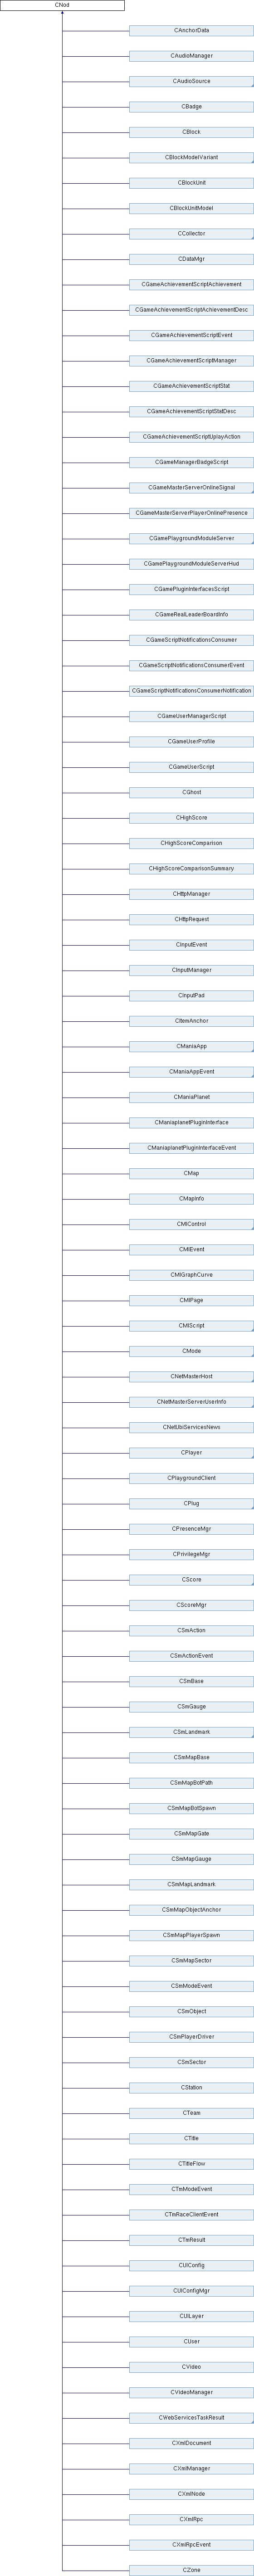 CNod
CAnchorData
CAudioManager
CAudioSource
CBadge
CBlock
CBlockModelVariant
CBlockUnit
CBlockUnitModel
CCollector
CDataMgr
CGameAchievementScriptAchievement
CGameAchievementScriptAchievementDesc
CGameAchievementScriptEvent
CGameAchievementScriptManager
CGameAchievementScriptStat
CGameAchievementScriptStatDesc
CGameAchievementScriptUplayAction
CGameManagerBadgeScript
CGameMasterServerOnlineSignal
CGameMasterServerPlayerOnlinePresence
CGamePlaygroundModuleServer
CGamePlaygroundModuleServerHud
CGamePluginInterfacesScript
CGameRealLeaderBoardInfo
CGameScriptNotificationsConsumer
CGameScriptNotificationsConsumerEvent
CGameScriptNotificationsConsumerNotification
CGameUserManagerScript
CGameUserProfile
CGameUserScript
CGhost
CHighScore
CHighScoreComparison
CHighScoreComparisonSummary
CHttpManager
CHttpRequest
CInputEvent
CInputManager
CInputPad
CItemAnchor
CManiaApp
CManiaAppEvent
CManiaPlanet
CManiaplanetPluginInterface
CManiaplanetPluginInterfaceEvent
CMap
CMapInfo
CMlControl
CMlEvent
CMlGraphCurve
CMlPage
CMlScript
CMode
CNetMasterHost
CNetMasterServerUserInfo
CNetUbiServicesNews
CPlayer
CPlaygroundClient
CPlug
CPresenceMgr
CPrivilegeMgr
CScore
CScoreMgr
CSmAction
CSmActionEvent
CSmBase
CSmGauge
CSmLandmark
CSmMapBase
CSmMapBotPath
CSmMapBotSpawn
CSmMapGate
CSmMapGauge
CSmMapLandmark
CSmMapObjectAnchor
CSmMapPlayerSpawn
CSmMapSector
CSmModeEvent
CSmObject
CSmPlayerDriver
CSmSector
CStation
CTeam
CTitle
CTitleFlow
CTmModeEvent
CTmRaceClientEvent
CTmResult
CUIConfig
CUIConfigMgr
CUILayer
CUser
CVideo
CVideoManager
CWebServicesTaskResult
CXmlDocument
CXmlManager
CXmlNode
CXmlRpc
CXmlRpcEvent
CZone